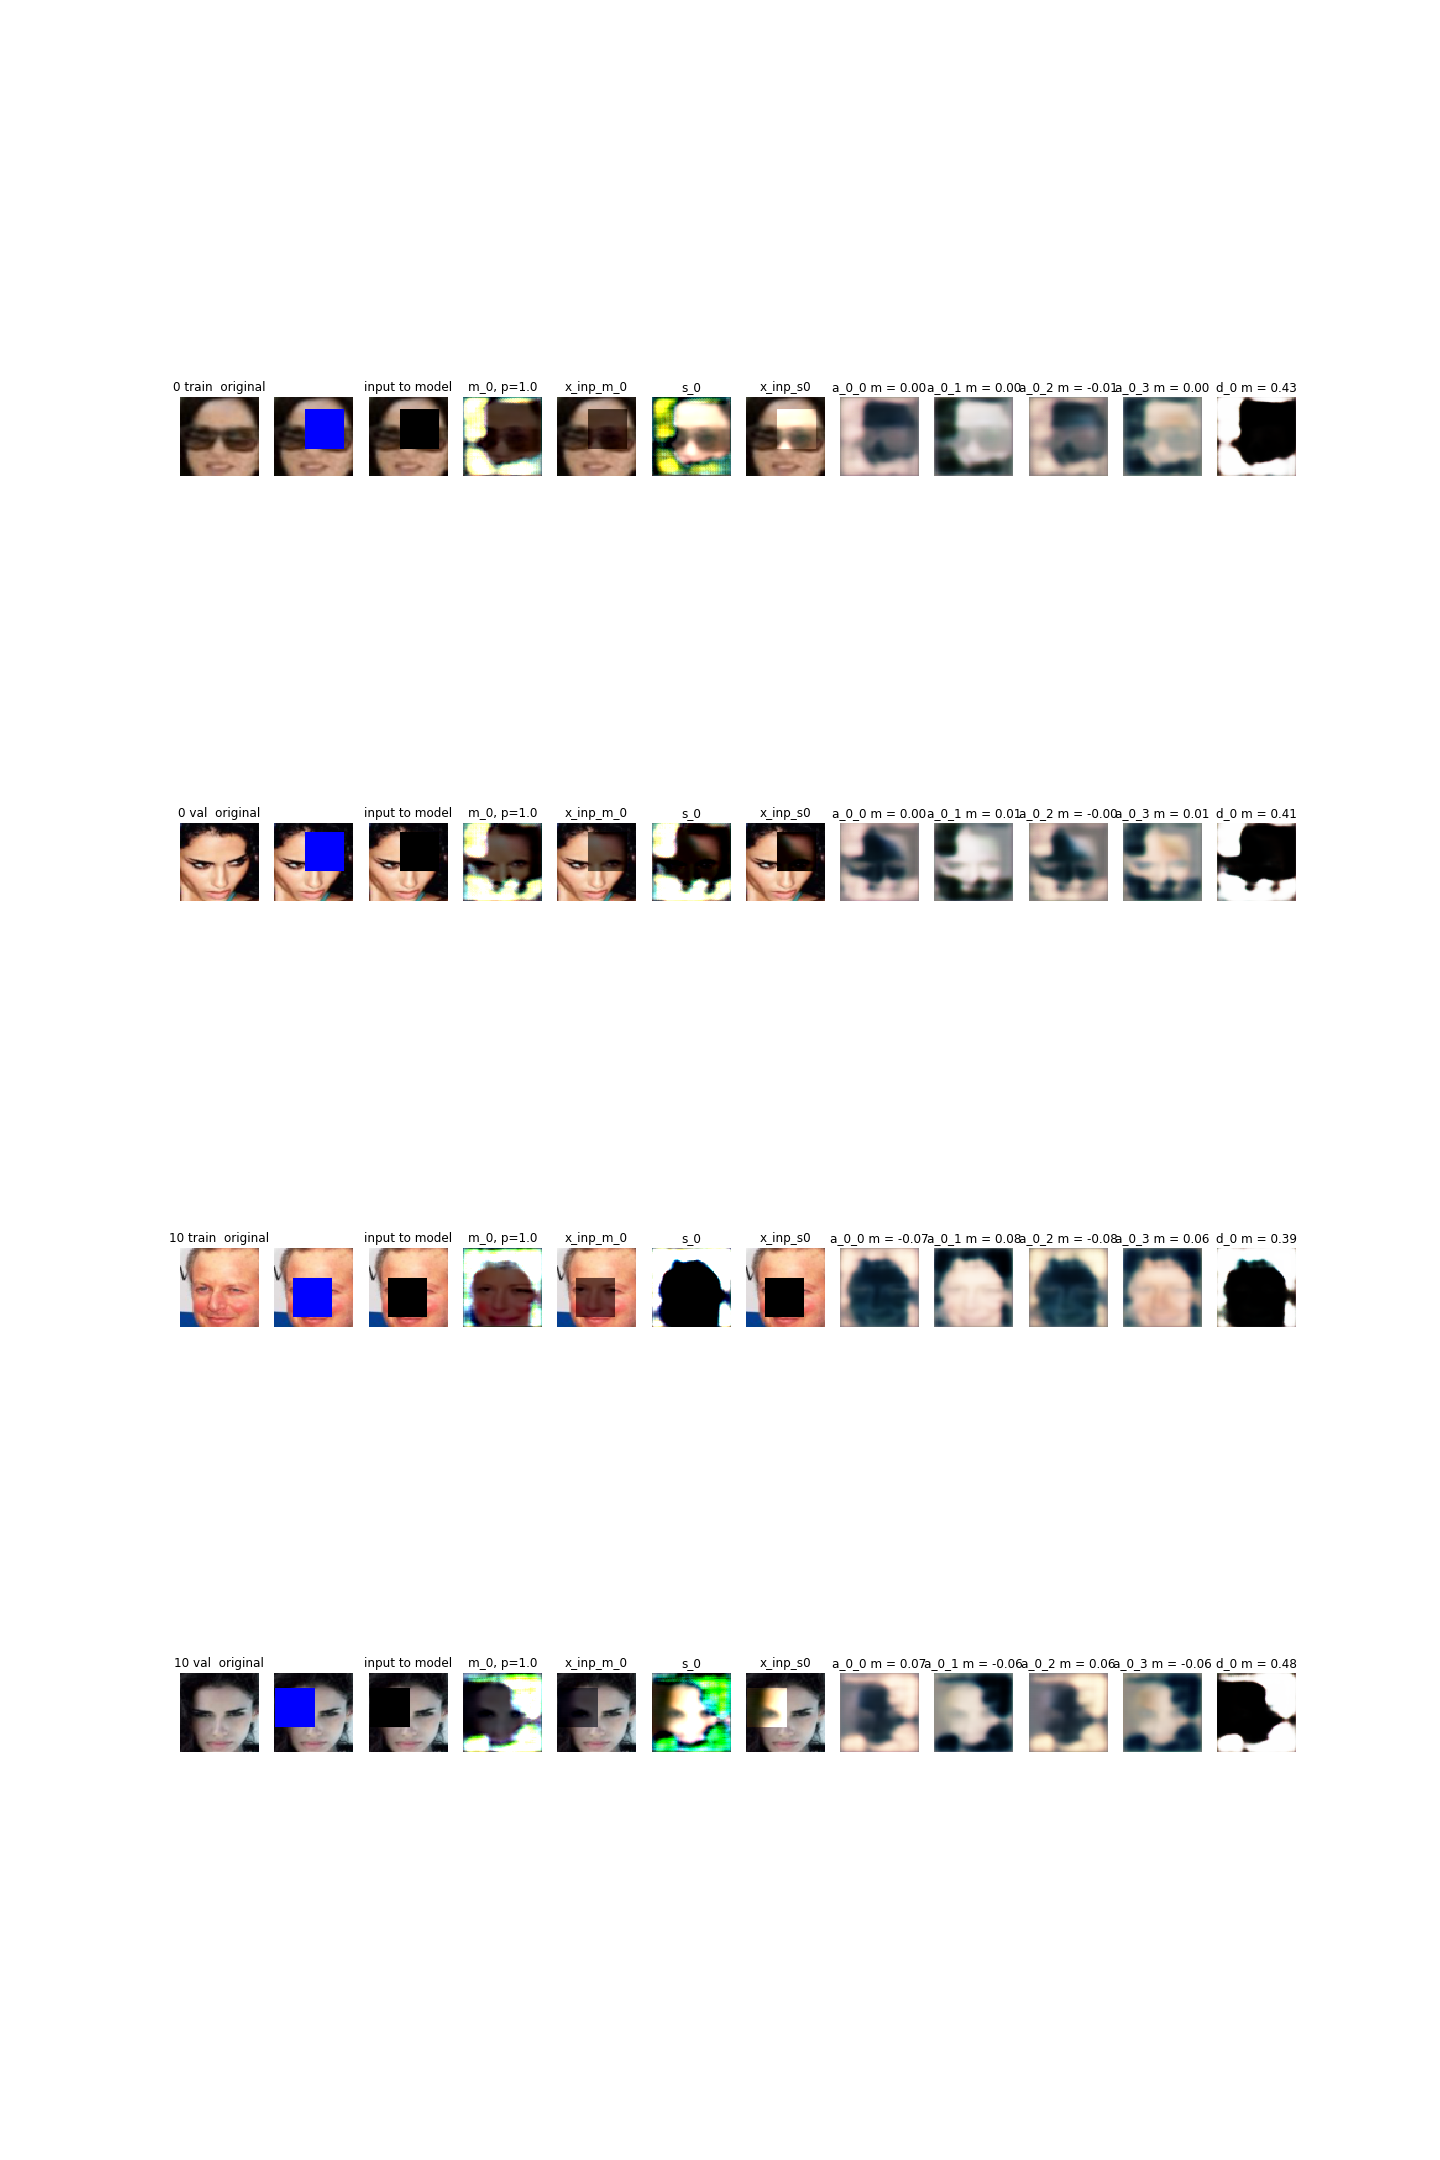 0 train  original input to model m_0, p=1.0 x_inp_m_0 s_0 x_inp_s0 a_0_0 m = 0.00 a_0_1 m = 0.00 a_0_2 m = -0.01 a_0_3 m = 0.00 d_0 m = 0.43
0 val  original input to model m_0, p=1.0 x_inp_m_0 s_0 x_inp_s0 a_0_0 m = 0.00 a_0_1 m = 0.01 a_0_2 m = -0.00 a_0_3 m = 0.01 d_0 m = 0.41
10 train  original input to model m_0, p=1.0 x_inp_m_0 s_0 x_inp_s0 a_0_0 m = -0.07 a_0_1 m = 0.08 a_0_2 m = -0.08 a_0_3 m = 0.06 d_0 m = 0.39
10 val  original input to model m_0, p=1.0 x_inp_m_0 s_0 x_inp_s0 a_0_0 m = 0.07 a_0_1 m = -0.06 a_0_2 m = 0.06 a_0_3 m = -0.06 d_0 m = 0.48